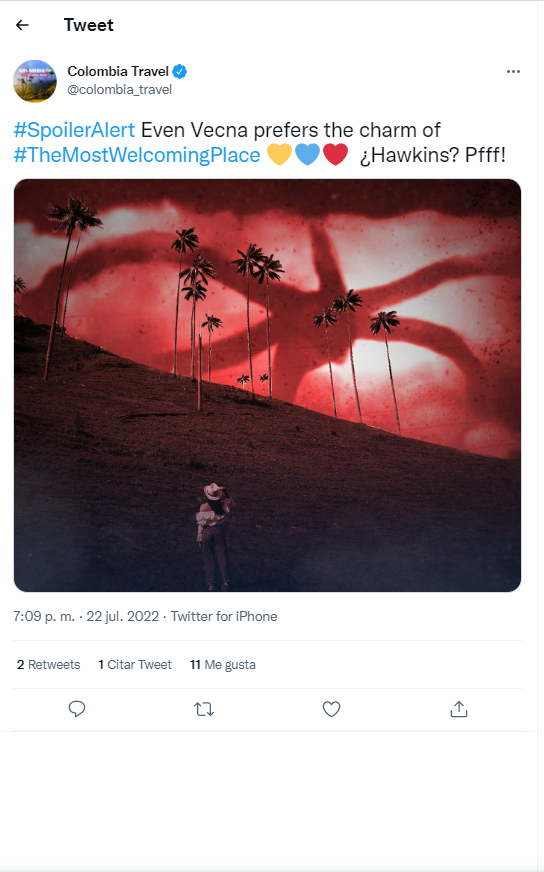 Tweet
Colombia Travel
@colombia_travel
#SpoilerAlert Even Vecna prefers the charm of
#TheMostWelcomingPlace 💛💙❤️ ¿Hawkins? Pfff!
7:09 p. m. · 22 jul. 2022 · Twitter for iPhone
2 Retweets 1 Citar Tweet 11 Me gusta